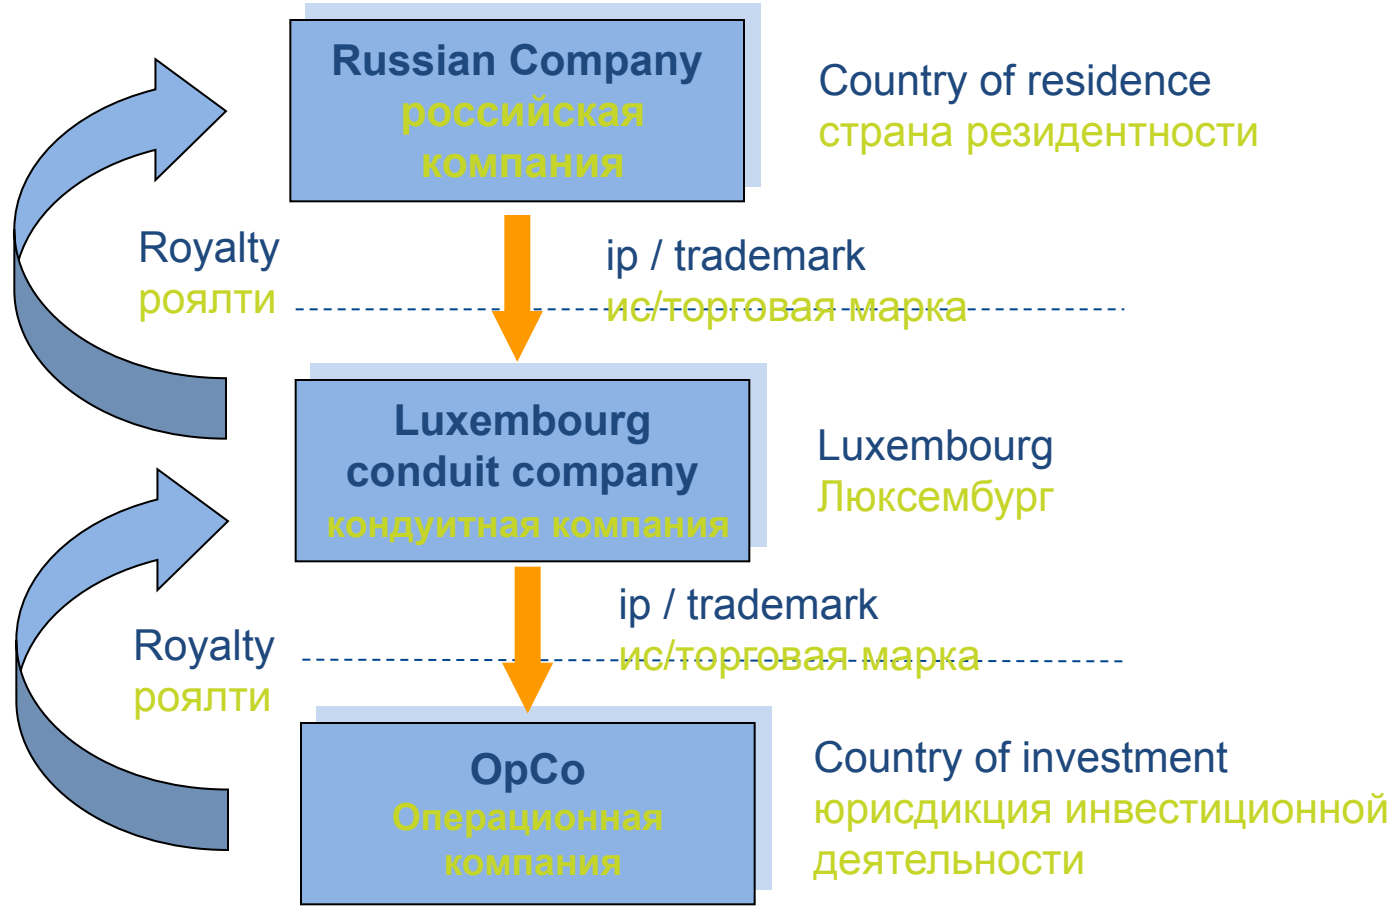 Russian Company
российская
компания
Country of residence
страна резидентности
Royalty
роялти
ip / trademark
ис/торговая марка
Luxembourg
conduit company
кондуитная компания
Luxembourg
Люксембург
Royalty
роялти
ip / trademark
ис/торговая марка
OpCo
Операционная
компания
Country of investment
юрисдикция инвестиционной
деятельности